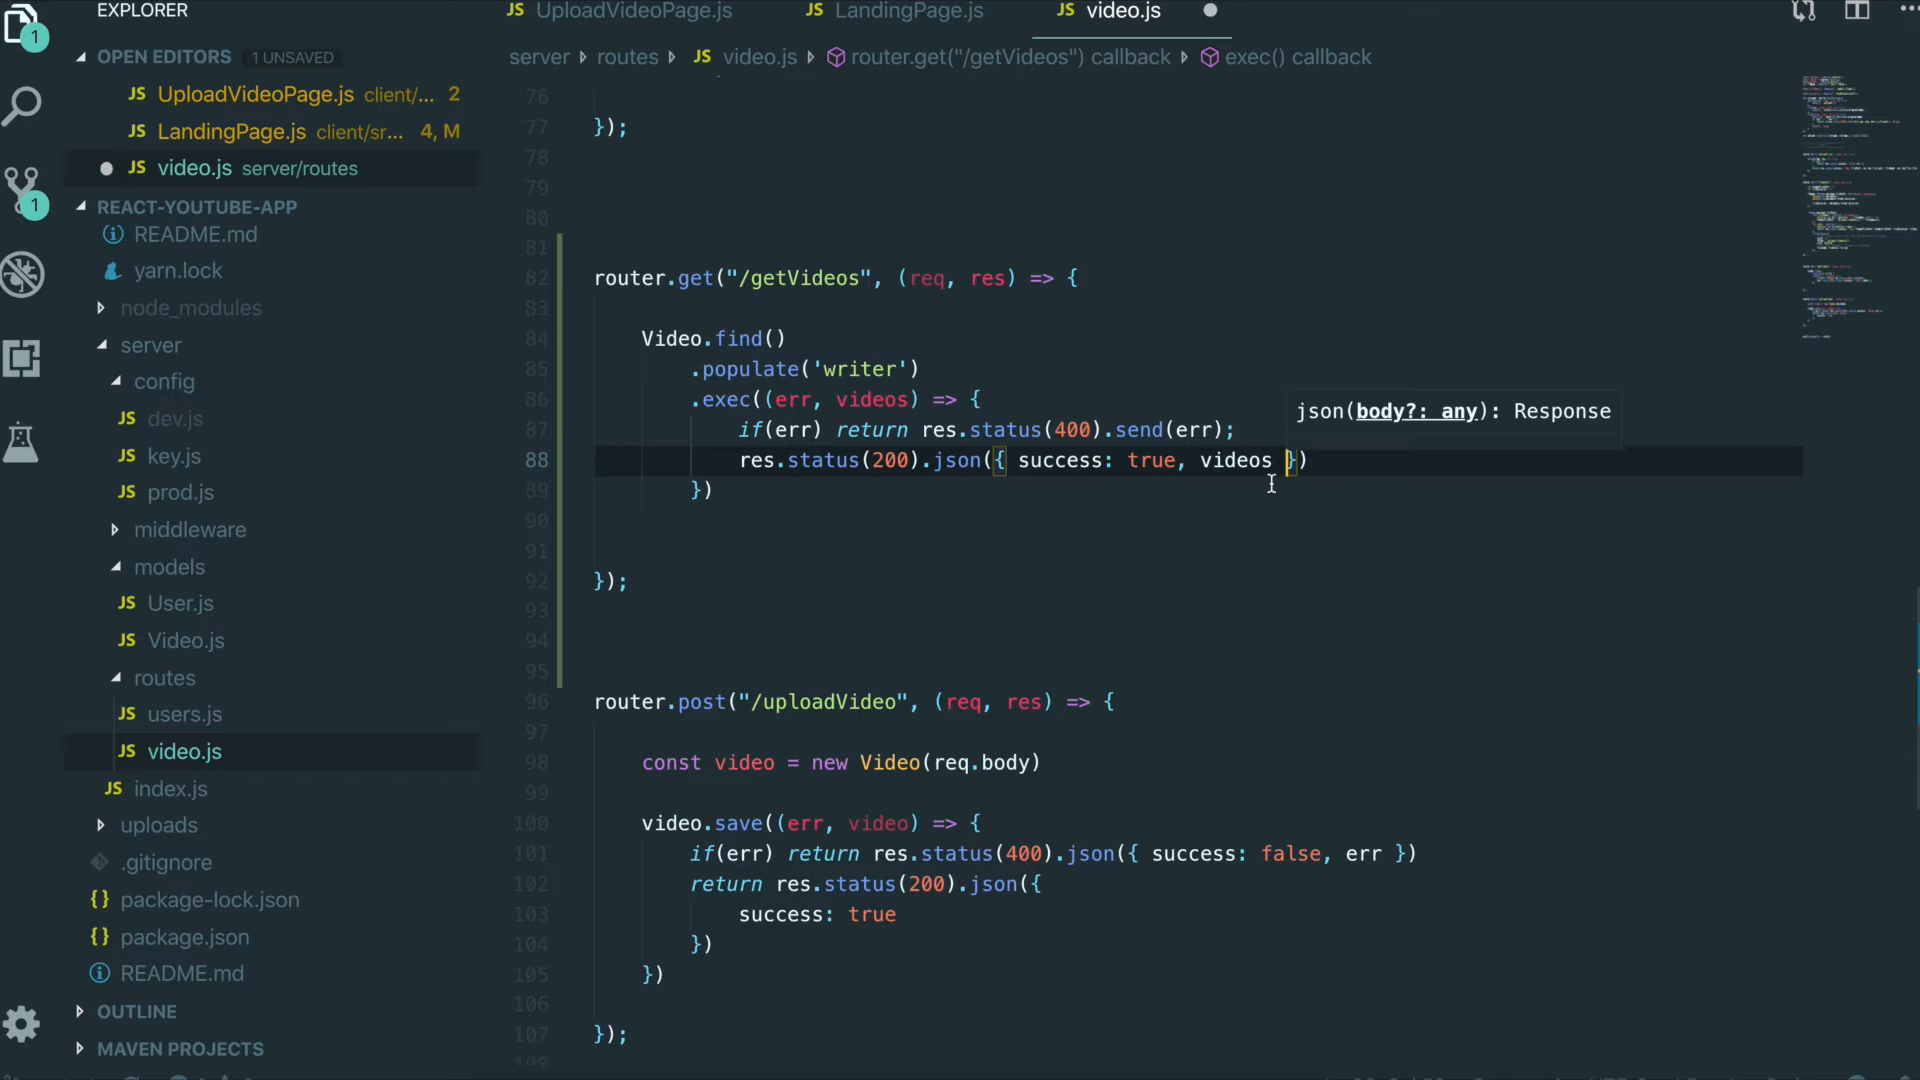 EXPLORER
JS UploadVideoPage.js
JS LandingPage.js
JS video.js
1
OPEN EDITORS 1 UNSAVED
server routes JS video.js router.get("/getVideos") callback exec() callback
JS UploadVideoPage.js client/... 2
JS LandingPage.js client/sr... 4, M
JS video.js server/routes
1
REACT-YOUTUBE-APP
README.md
yarn.lock
node_modules
server
config
JS dev.js
JS key.js
JS prod.js
middleware
models
JS User.js
JS Video.js
routes
JS users.js
JS video.js
JS index.js
uploads
.gitignore
{} package-lock.json
{} package.json
README.md
OUTLINE
MAVEN PROJECTS
76
77 });
78
79
80
81
82 router.get("/getVideos", (req, res) => {
83
84 Video.find()
85 .populate('writer')
86 .exec((err, videos) => {
json(body?: any): Response
87 if(err) return res.status(400).send(err);
88 res.status(200).json({ success: true, videos })
89 })
90
91
92 });
93
94
95
96 router.post("/uploadVideo", (req, res) => {
97
98 const video = new Video(req.body)
99
100 video.save((err, video) => {
101 if(err) return res.status(400).json({ success: false, err })
102 return res.status(200).json({
103 success: true
104 })
105 })
106
107 });
108